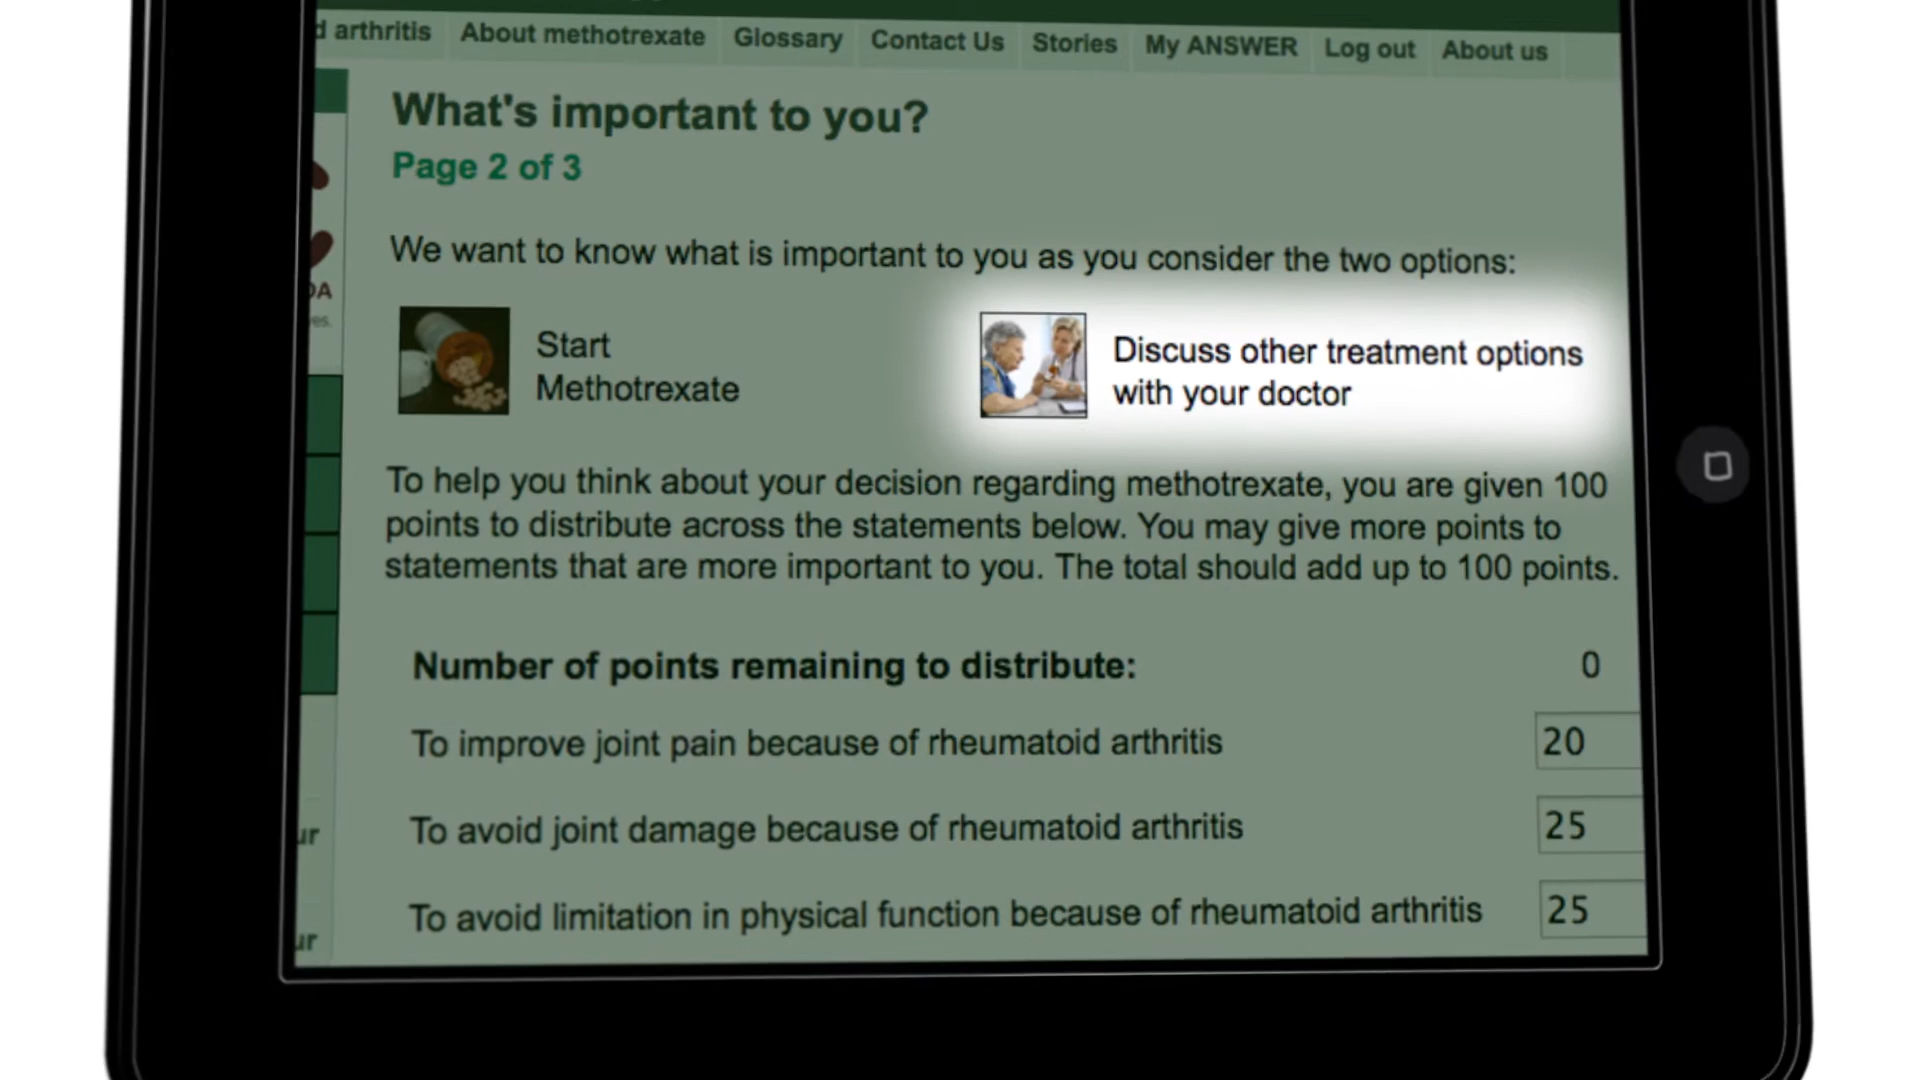 d arthritis About methotrexate Glossary Contact Us Stories My ANSWER Log out About us
What's important to you?
Page 2 of 3
We want to know what is important to you as you consider the two options:
DA
es.
Start
Methotrexate
Discuss other treatment options
with your doctor
To help you think about your decision regarding methotrexate, you are given 100
points to distribute across the statements below. You may give more points to
statements that are more important to you. The total should add up to 100 points.
Number of points remaining to distribute: 0
To improve joint pain because of rheumatoid arthritis 20
To avoid joint damage because of rheumatoid arthritis 25
ur
To avoid limitation in physical function because of rheumatoid arthritis 25
ur